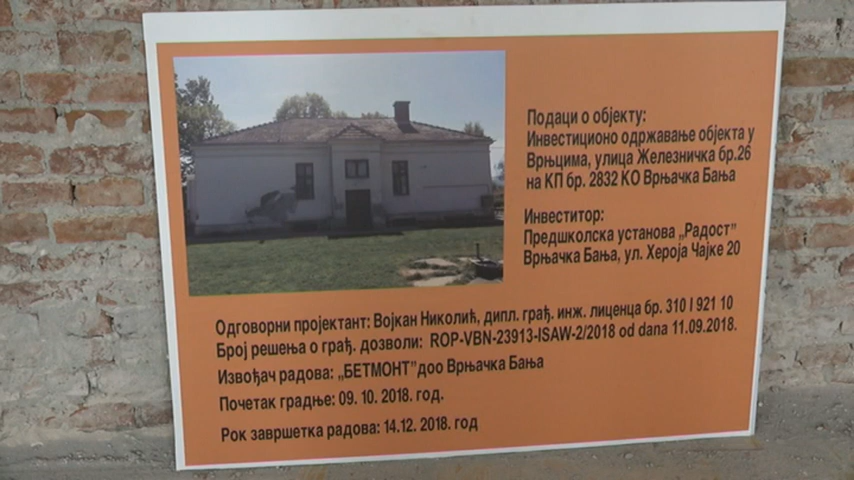 Подаци о објекту:
Инвестиционо одржавање објекта у
Врњцима, улица Железничка бр.26
на КП бр. 2832 КО Врњачка Бања
Инвеститор:
Предшколска установа „Радост”
Врњачка Бања, ул. Хероја Чајке 20
Одговорни пројектант: Војкан Николић, дипл. грађ. инж. лиценца бр. 310 I 921 10
Број решења о грађ. дозволи: ROP-VBN-23913-ISAW-2/2018 od dana 11.09.2018.
Извођач радова: „БЕТМОНТ”доо Врњачка Бања
Почетак градње: 09. 10. 2018. год.
Рок завршетка радова: 14.12. 2018. год